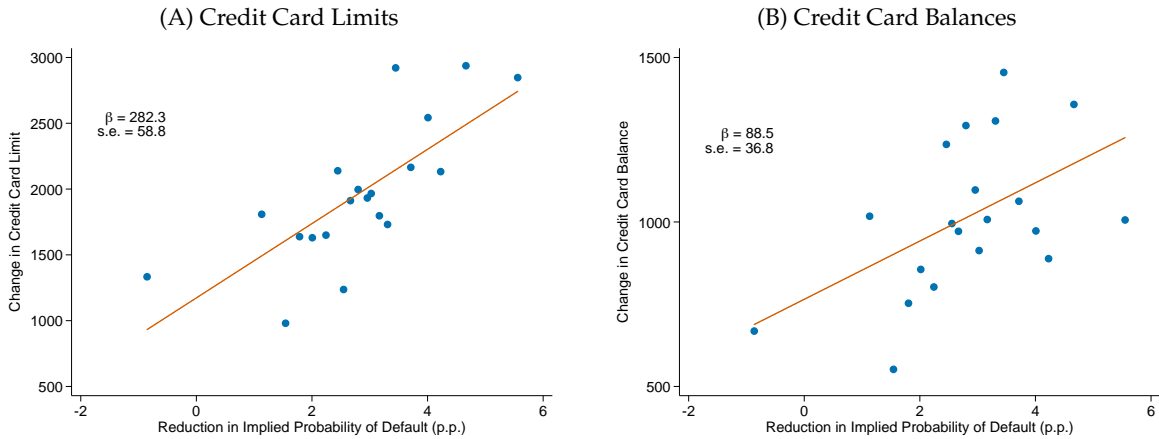 (A) Credit Card Limits
3000
2500
2000
1500
1000
500
Change in Credit Card Limit
β = 282.3
s.e. = 58.8
-2 0 2 4 6
Reduction in Implied Probability of Default (p.p.)
(B) Credit Card Balances
1500
1000
500
Change in Credit Card Balance
β = 88.5
s.e. = 36.8
-2 0 2 4 6
Reduction in Implied Probability of Default (p.p.)